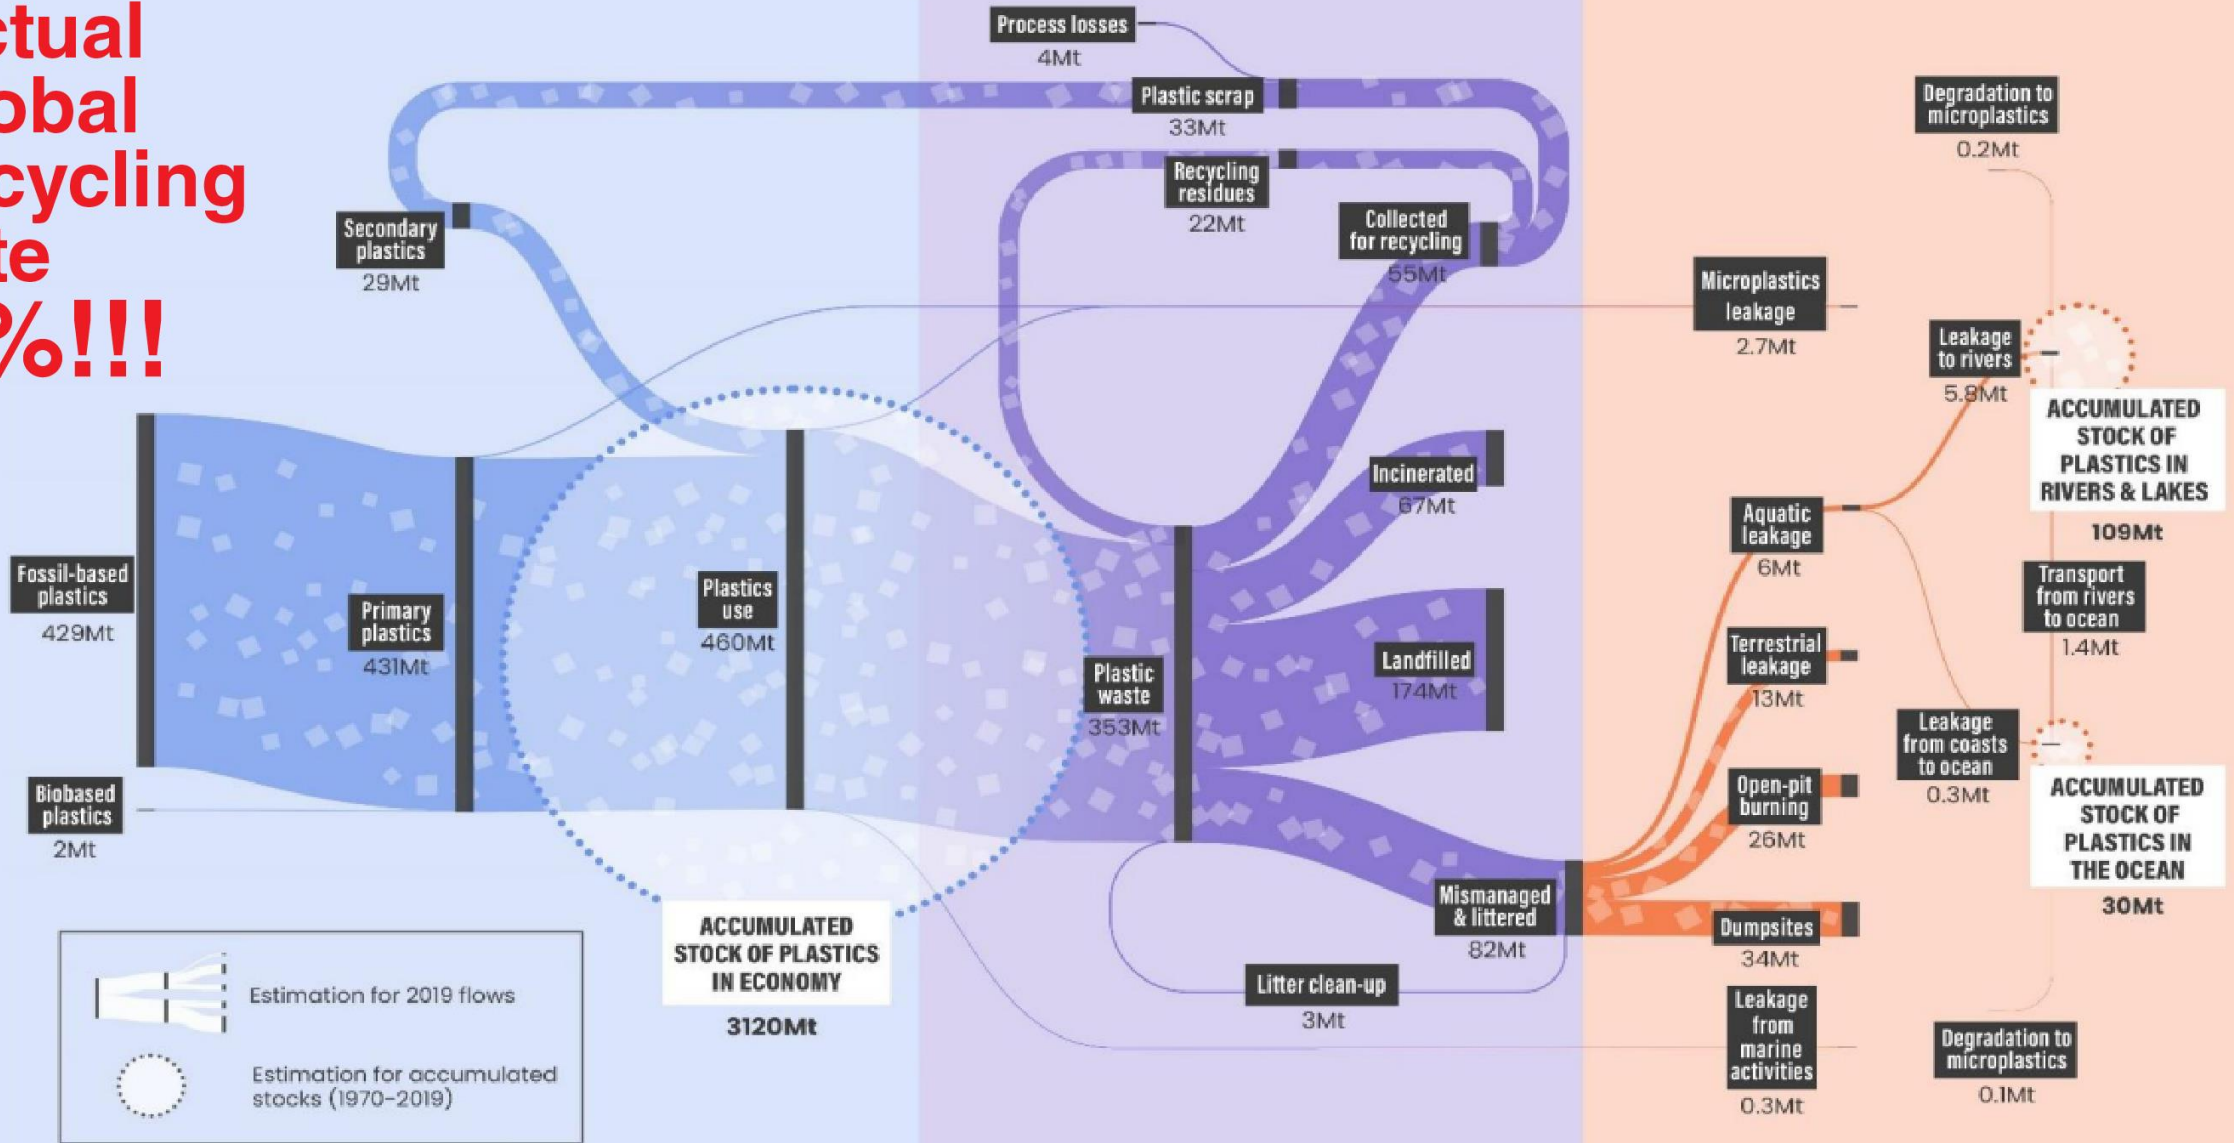 ctual
obal
cycling
te
%!!!
Process losses
4Mt
Plastic scrap
33Mt
Recycling
residues
22Mt
Collected
for recycling
55Mt
Secondary
plastics
29Mt
Fossil-based
plastics
429Mt
Biobased
plastics
2Mt
Primary
plastics
431Mt
Plastics
use
460Mt
ACCUMULATED
STOCK OF PLASTICS
IN ECONOMY
3120Mt
Plastic
waste
353Mt
Incinerated
67Mt
Landfilled
174Mt
Mismanaged
& littered
82Mt
Litter clean-up
3Mt
Microplastics
leakage
2.7Mt
Aquatic
leakage
6Mt
Terrestrial
leakage
13Mt
Open-pit
burning
26Mt
Dumpsites
34Mt
Leakage
from
marine
activities
0.3Mt
Degradation to
microplastics
0.2Mt
Leakage
to rivers
5.8Mt
ACCUMULATED
STOCK OF
PLASTICS IN
RIVERS & LAKES
109Mt
Transport
from rivers
to ocean
1.4Mt
Leakage
from coasts
to ocean
0.3Mt
ACCUMULATED
STOCK OF
PLASTICS IN
THE OCEAN
30Mt
Degradation to
microplastics
0.1Mt
Estimation for 2019 flows
Estimation for accumulated
stocks (1970-2019)